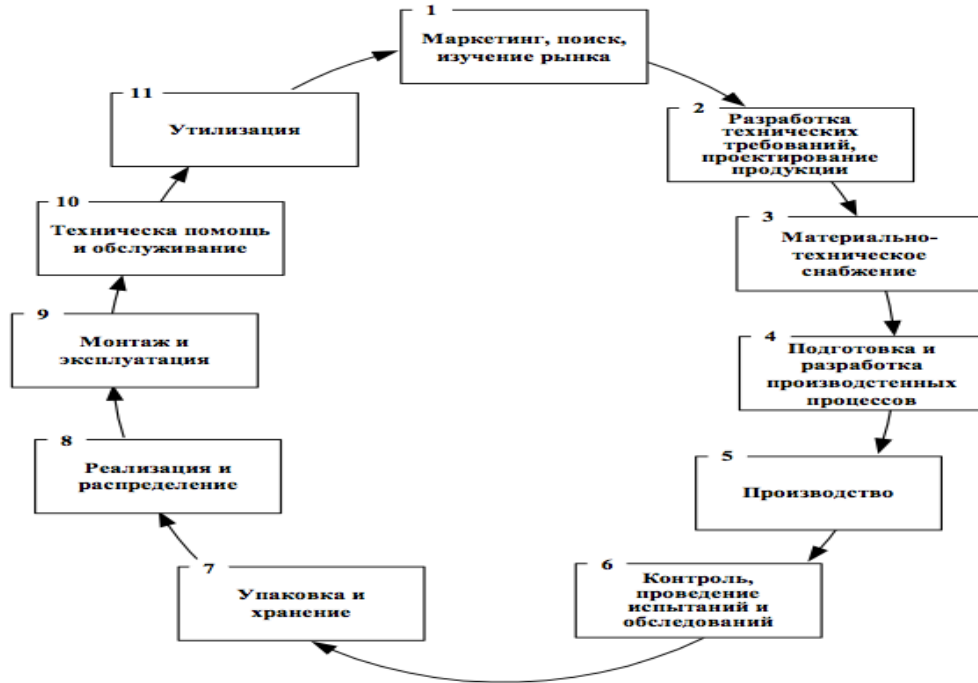 1
Маркетинг, поиск,
изучение рынка
2
Разработка
технических
требований,
проектирование
продукции
3
Материально-
техническое
снабжение
4
Подготовка и
разработка
производстенных
процессов
5
Производство
6
Контроль,
проведение
испытаний и
обследований
7
Упаковка и
хранение
8
Реализация и
распределение
9
Монтаж и
эксплуатация
10
Техническа помощь
и обслуживание
11
Утилизация